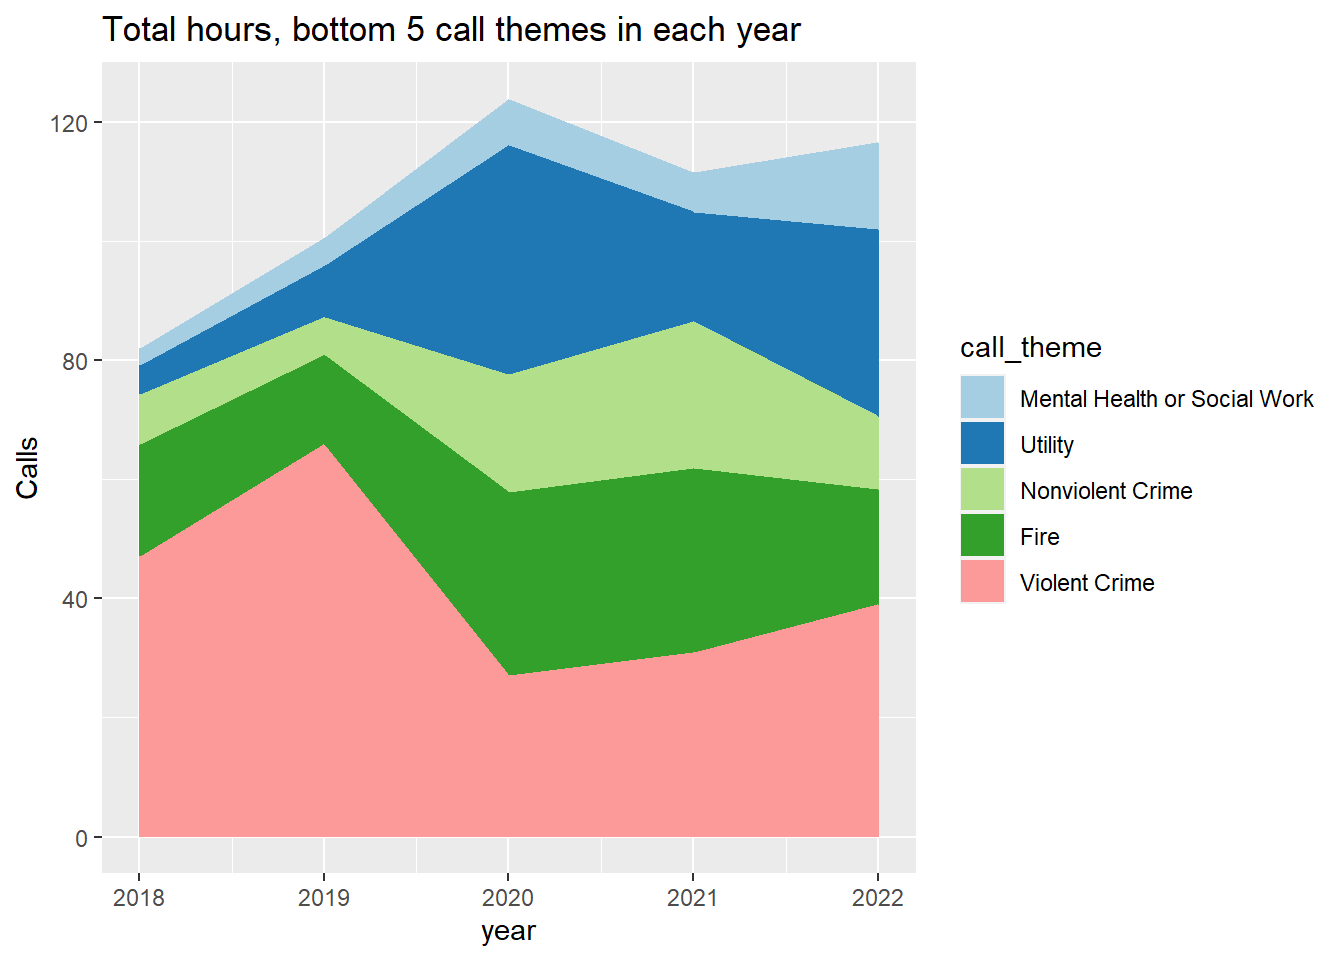 Total hours, bottom 5 call themes in each year
120
80
40
0
Calls
2018 2019 2020 2021 2022
year
call_theme
Mental Health or Social Work
Utility
Nonviolent Crime
Fire
Violent Crime